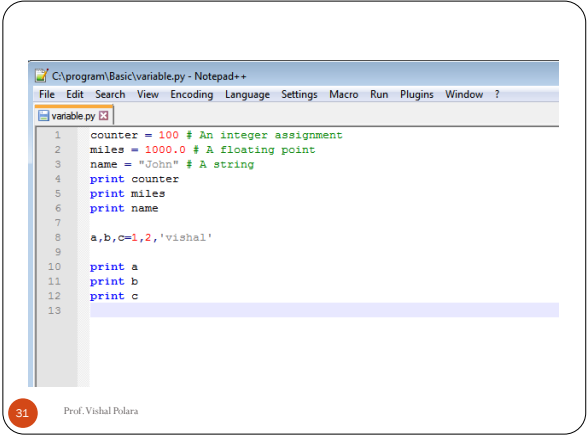 C:\program\Basic\variable.py - Notepad++
File Edit Search View Encoding Language Settings Macro Run Plugins Window ?
variable.py
1 counter = 100 # An integer assignment
2 miles = 1000.0 # A floating point
3 name = "John" # A string
4 print counter
5 print miles
6 print name
7
8 a,b,c=1,2,'vishal'
9
10 print a
11 print b
12 print c
13
31 Prof. Vishal Polara